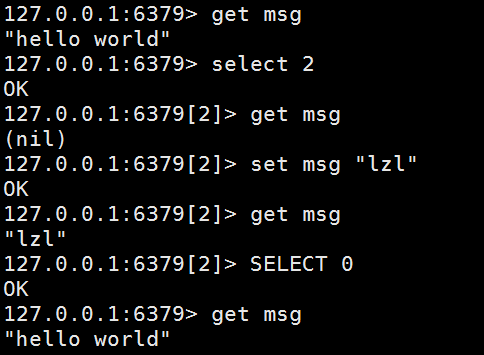 127.0.0.1:6379> get msg
"hello world"
127.0.0.1:6379> select 2
OK
127.0.0.1:6379[2]> get msg
(nil)
127.0.0.1:6379[2]> set msg "lzl"
OK
127.0.0.1:6379[2]> get msg
"lzl"
127.0.0.1:6379[2]> SELECT 0
OK
127.0.0.1:6379> get msg
"hello world"